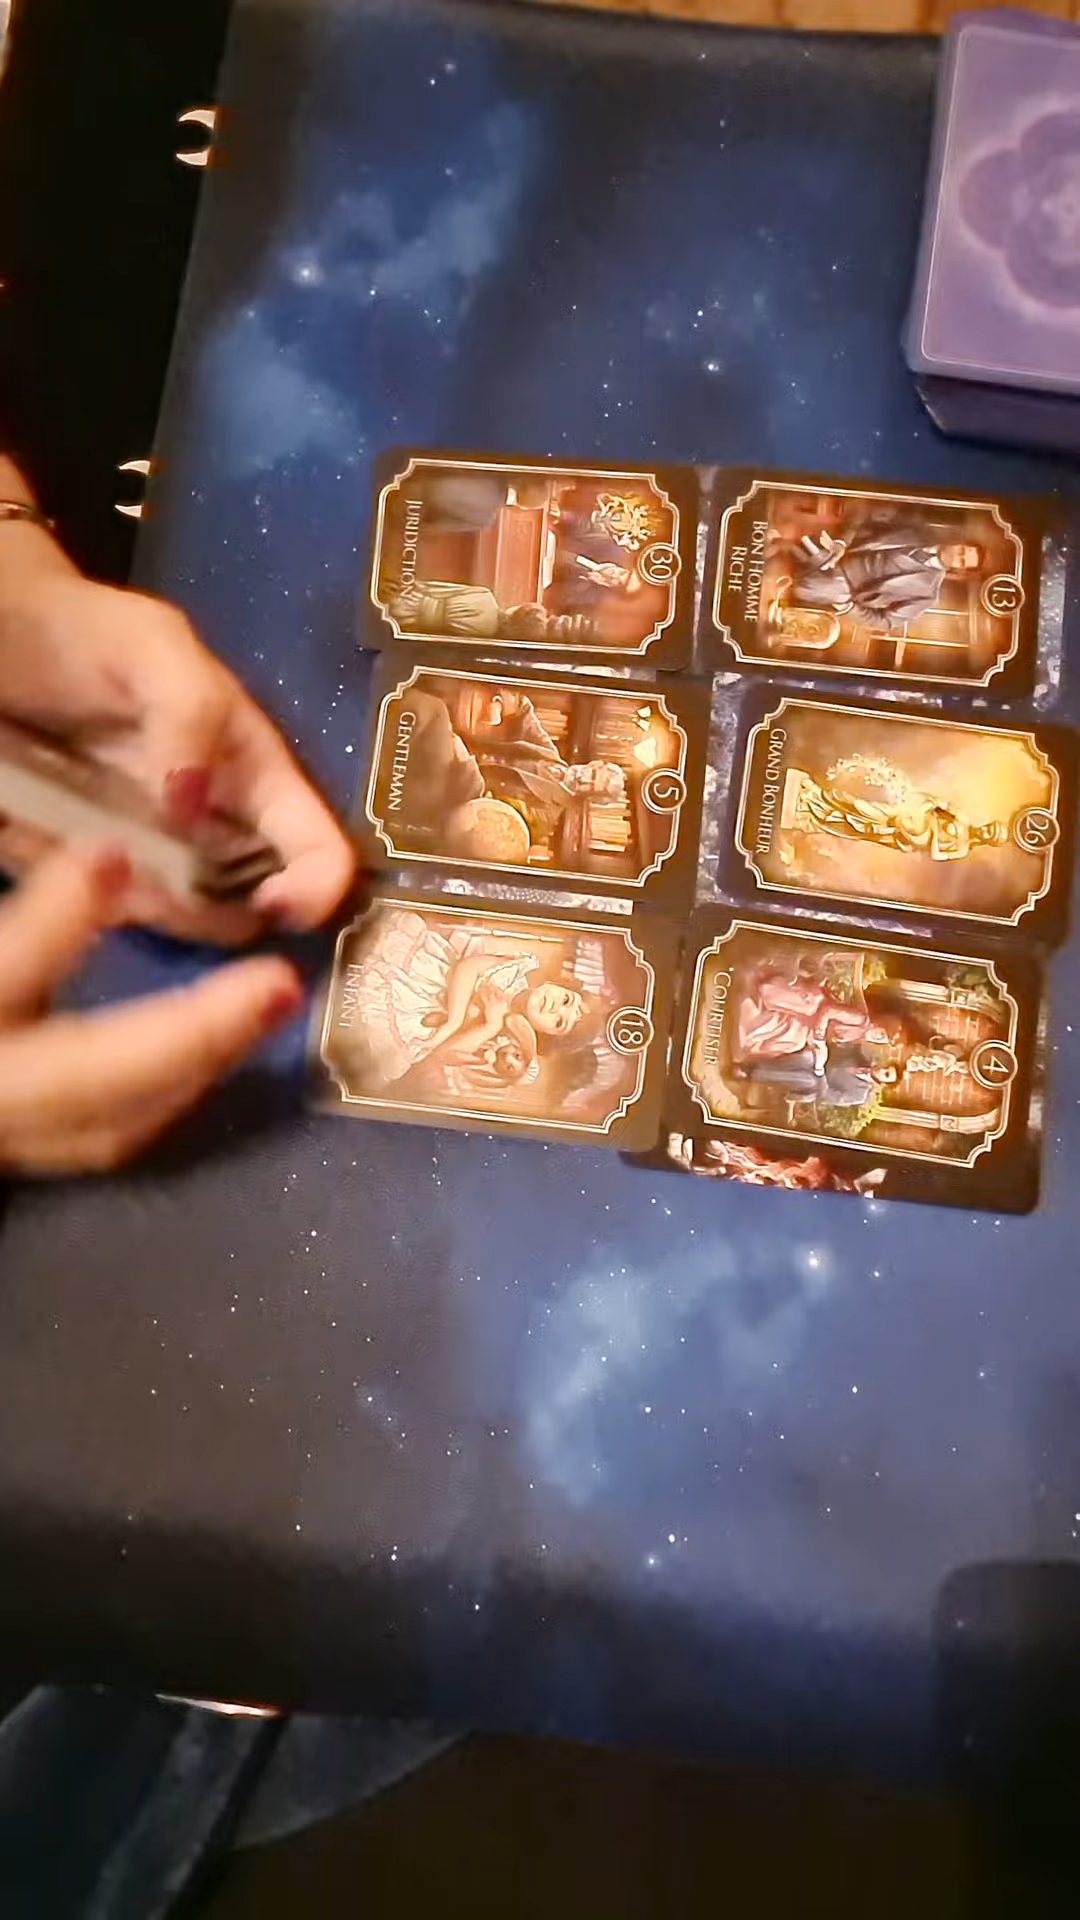 30
JURIDICTION
13
BON HOMME
RICHE
5
GENTLEMAN
26
GRAND BONHEUR
18
ENFANT
4
COURTISER